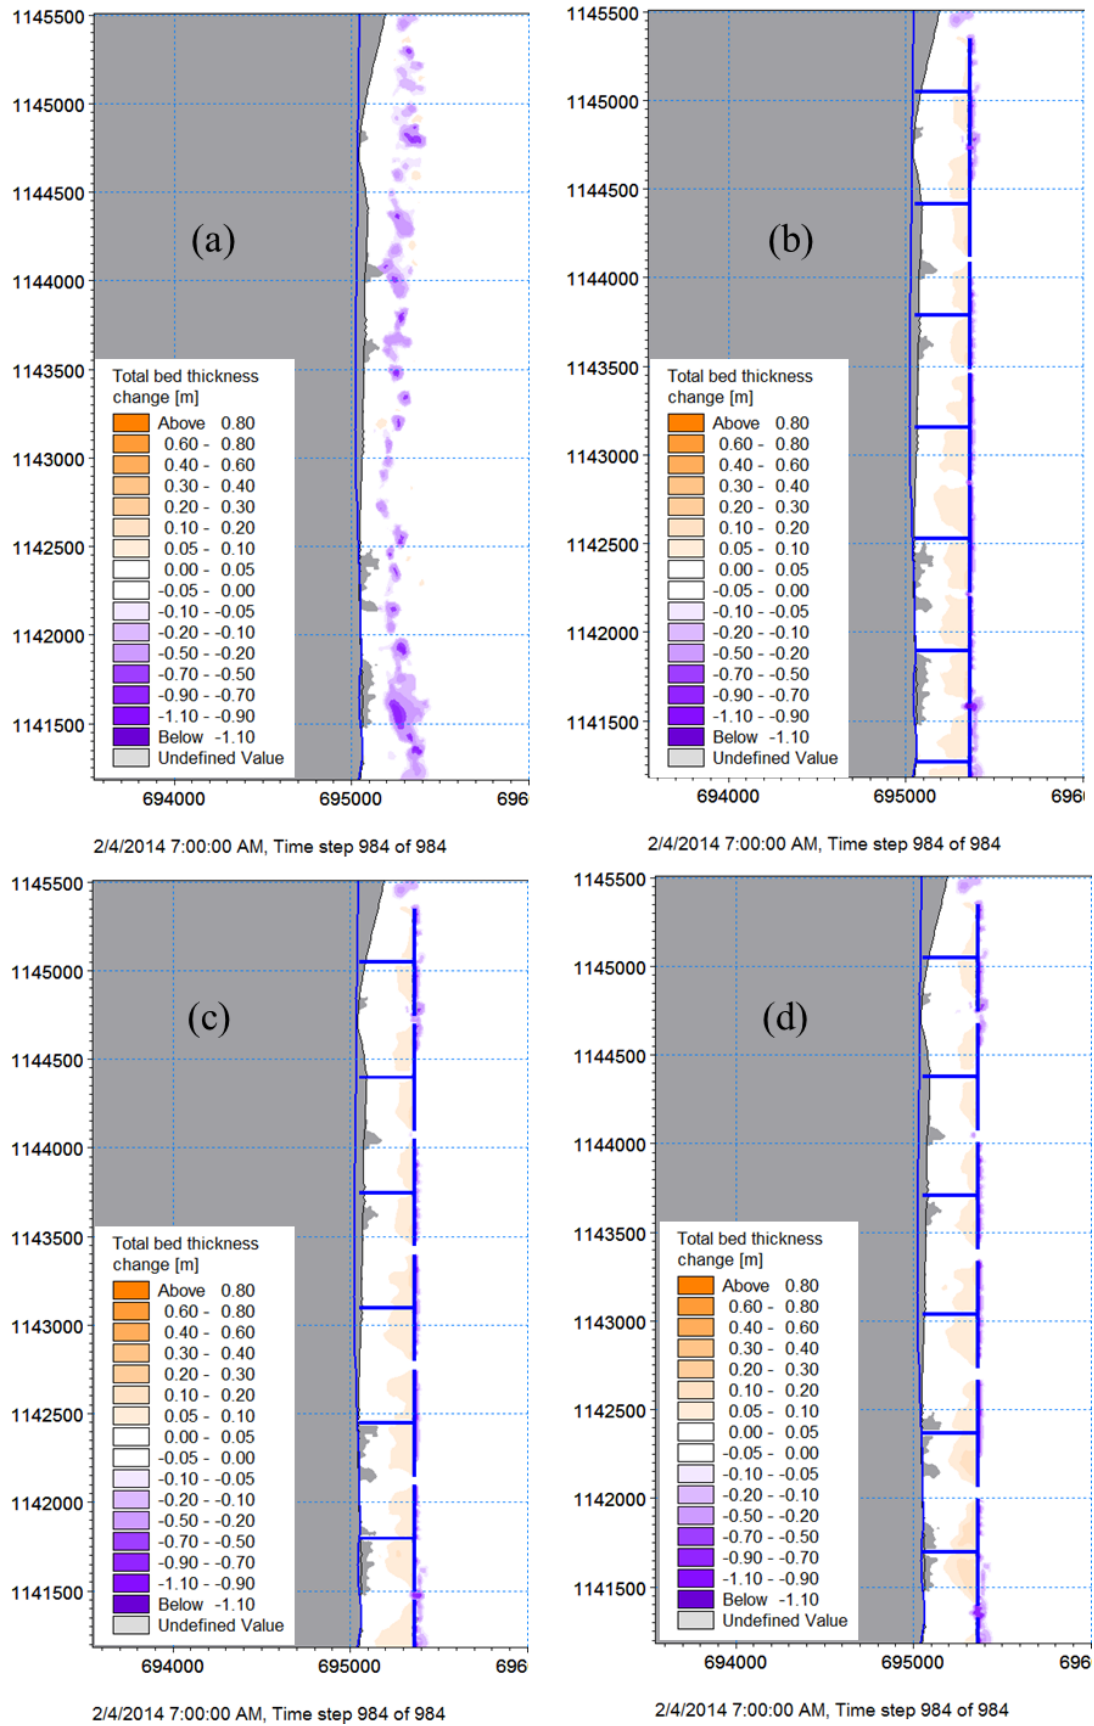 1145500
1145000
1144500
1144000
1143500
1143000
1142500
1142000
1141500
(a)
Total bed thickness
change [m]
Above 0.80
0.60 - 0.80
0.40 - 0.60
0.30 - 0.40
0.20 - 0.30
0.10 - 0.20
0.05 - 0.10
0.00 - 0.05
-0.05 - 0.00
-0.10 - -0.05
-0.20 - -0.10
-0.50 - -0.20
-0.70 - -0.50
-0.90 - -0.70
-1.10 - -0.90
Below -1.10
Undefined Value
694000 695000 696
2/4/2014 7:00:00 AM, Time step 984 of 984
1145500
1145000
1144500
1144000
1143500
1143000
1142500
1142000
1141500
(b)
Total bed thickness
change [m]
Above 0.80
0.60 - 0.80
0.40 - 0.60
0.30 - 0.40
0.20 - 0.30
0.10 - 0.20
0.05 - 0.10
0.00 - 0.05
-0.05 - 0.00
-0.10 - -0.05
-0.20 - -0.10
-0.50 - -0.20
-0.70 - -0.50
-0.90 - -0.70
-1.10 - -0.90
Below -1.10
Undefined Value
694000 695000 696
2/4/2014 7:00:00 AM, Time step 984 of 984
1145500
1145000
1144500
1144000
1143500
1143000
1142500
1142000
1141500
(c)
Total bed thickness
change [m]
Above 0.80
0.60 - 0.80
0.40 - 0.60
0.30 - 0.40
0.20 - 0.30
0.10 - 0.20
0.05 - 0.10
0.00 - 0.05
-0.05 - 0.00
-0.10 - -0.05
-0.20 - -0.10
-0.50 - -0.20
-0.70 - -0.50
-0.90 - -0.70
-1.10 - -0.90
Below -1.10
Undefined Value
694000 695000 696
2/4/2014 7:00:00 AM, Time step 984 of 984
1145500
1145000
1144500
1144000
1143500
1143000
1142500
1142000
1141500
(d)
Total bed thickness
change [m]
Above 0.80
0.60 - 0.80
0.40 - 0.60
0.30 - 0.40
0.20 - 0.30
0.10 - 0.20
0.05 - 0.10
0.00 - 0.05
-0.05 - 0.00
-0.10 - -0.05
-0.20 - -0.10
-0.50 - -0.20
-0.70 - -0.50
-0.90 - -0.70
-1.10 - -0.90
Below -1.10
Undefined Value
694000 695000 696
2/4/2014 7:00:00 AM, Time step 984 of 984